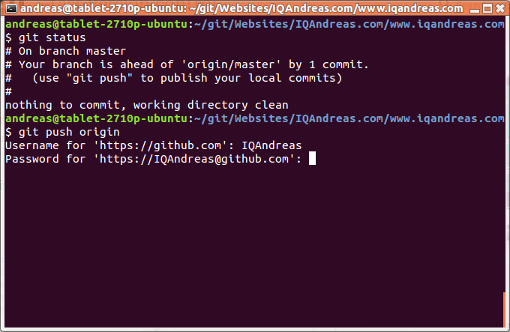 andreas@tablet-2710p-ubuntu: ~/git/Websites/IQAndreas.com/www.iqandreas.com
andreas@tablet-2710p-ubuntu:~/git/Websites/IQAndreas.com/www.iqandreas.com
$ git status
# On branch master
# Your branch is ahead of 'origin/master' by 1 commit.
#   (use "git push" to publish your local commits)
#
nothing to commit, working directory clean
andreas@tablet-2710p-ubuntu:~/git/Websites/IQAndreas.com/www.iqandreas.com
$ git push origin
Username for 'https://github.com': IQAndreas
Password for 'https://IQAndreas@github.com':